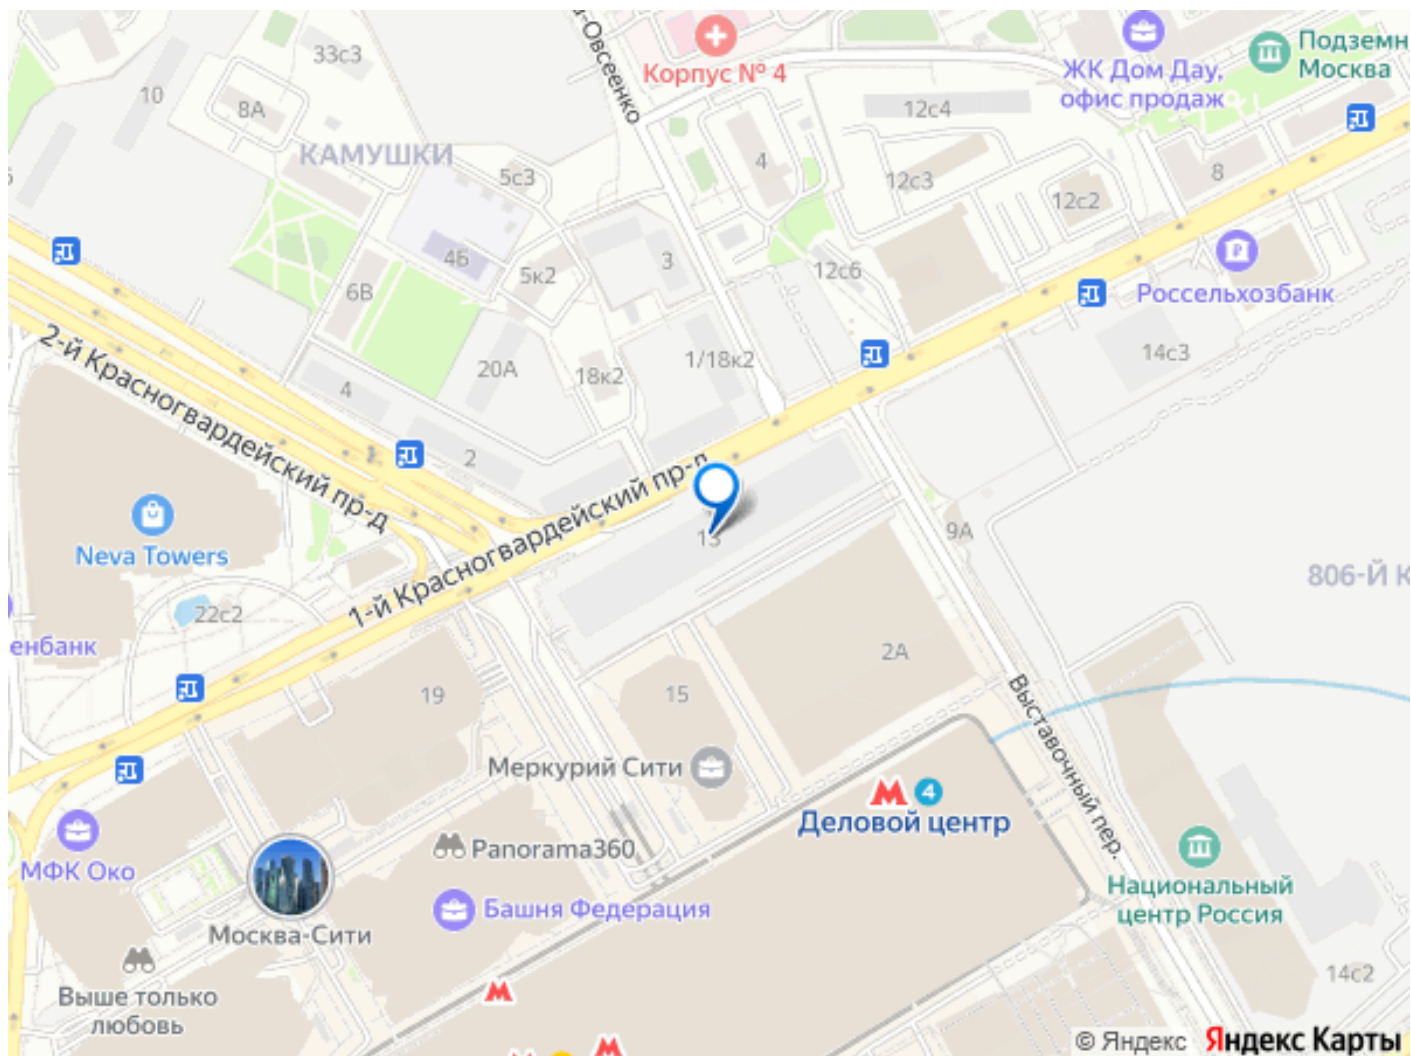 33с3
10
8А
КАМУШКИ
5с3
4Б
5к2
6В
3
а-Овсеенко
Корпус № 4
4
12с4
12с3
12с2
12с6
ЖК Дом Дау,
офис продаж
Подземн
Москва
8
Россельхозбанк
14с3
2-й Красногвардейский пр-д
4
2
20А
18к2
1/18к2
1-й Красногвардейский пр-д
13
Neva Towers
22с2
енбанк
19
15
2А
9А
806-Й К
Выставочный пер.
Меркурий Сити
4
Деловой центр
Panorama360
МФК Око
Башня Федерация
Москва-Сити
Национальный
центр Россия
Выше только
любовь
14с2
© Яндекс Яндекс Карты